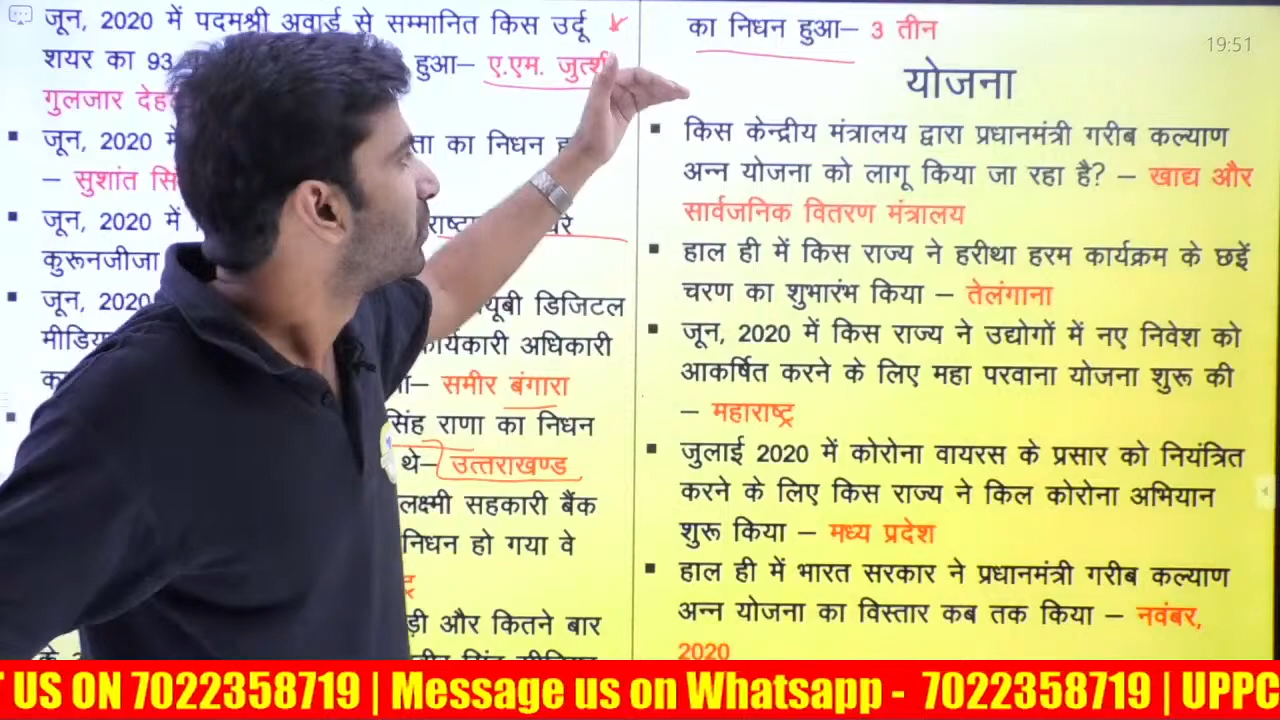 जून, 2020 में पदमश्री अवार्ड से सम्मानित किस उर्दू
शयर का 93 हुआ– ए.एम. जुर्त्श
गुलजार देह
जून, 2020 में ता का निधन ह
– सुशांत सि
जून, 2020 में
कुरूनजीजा
जून, 2020 यूबी डिजिटल
मीडिय कार्यकारी अधिकारी
समीर बंगारा
सिंह राणा का निधन
थे– उत्तराखण्ड
लक्ष्मी सहकारी बैंक
निधन हो गया वे
ड़ी और कितने बार
का निधन हुआ– 3 तीन
19:51
योजना
किस केन्द्रीय मंत्रालय द्वारा प्रधानमंत्री गरीब कल्याण
अन्न योजना को लागू किया जा रहा है? – खाद्य और
सार्वजनिक वितरण मंत्रालय
हाल ही में किस राज्य ने हरीथा हरम कार्यक्रम के छठ्ठें
चरण का शुभारंभ किया – तेलंगाना
जून, 2020 में किस राज्य ने उद्योगों में नए निवेश को
आकर्षित करने के लिए महा परवाना योजना शुरू की
– महाराष्ट्र
जुलाई 2020 में कोरोना वायरस के प्रसार को नियंत्रित
करने के लिए किस राज्य ने किल कोरोना अभियान
शुरू किया – मध्य प्रदेश
हाल ही में भारत सरकार ने प्रधानमंत्री गरीब कल्याण
अन्न योजना का विस्तार कब तक किया – नवंबर,
2020
T US ON 7022358719 | Message us on Whatsapp - 7022358719 | UPPC